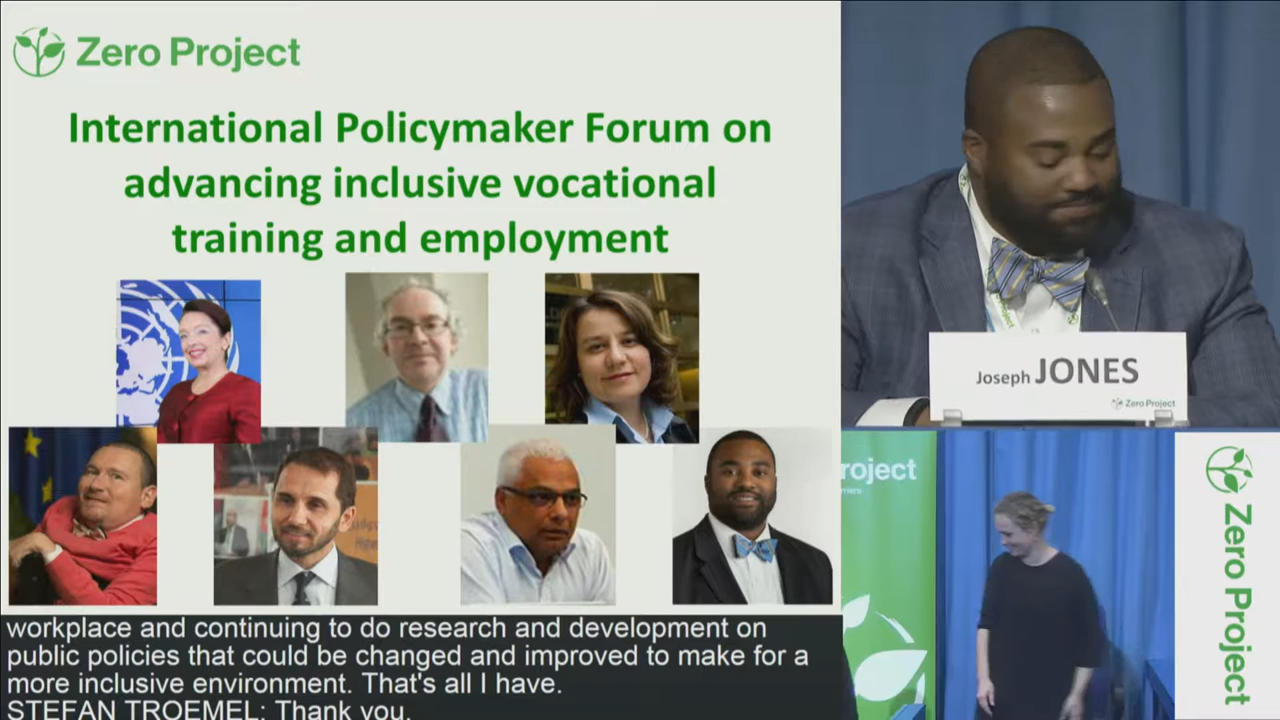 Zero Project
International Policymaker Forum on
advancing inclusive vocational
training and employment
workplace and continuing to do research and development on
public policies that could be changed and improved to make for a
more inclusive environment. That's all I have.
STEFAN TROEMEL: Thank you.
Joseph JONES
Zero Project
roject
Zero Project